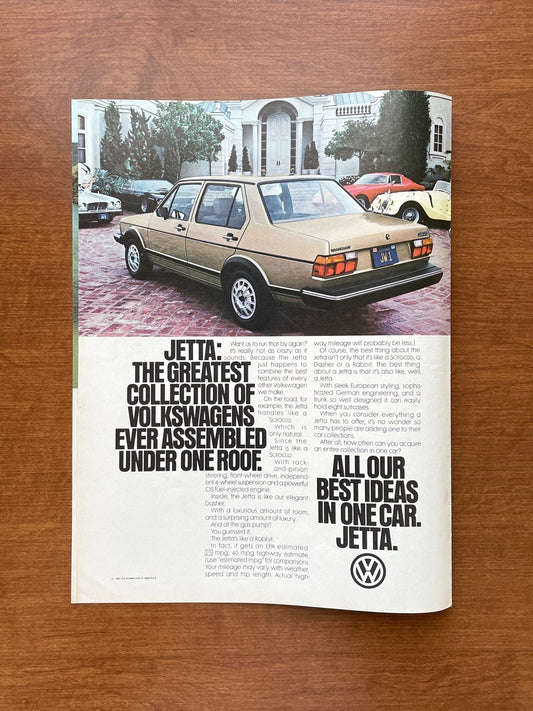 JW 1
JETTA:
THE GREATEST
COLLECTION OF
VOLKSWAGENS
EVER ASSEMBLED
UNDER ONE ROOF.
Want us to run that by again?
It's really not as crazy as it
sounds. Because the Jetta
just happens to
combine the best
features of every
other Volkswagen
we make.
On the road, for
example, the Jetta
handles like a
Scirocco.
Which is
only natural.
Since the
Jetta is like a
Scirocco.
With rack-
and-pinion
steering, front-wheel drive, independ-
ent 4-wheel suspension and a powerful
CIS fuel-injected engine.
Inside, the Jetta is like our elegant
Dasher.
With a luxurious amount of room,
and a surprising amount of luxury.
And at the gas pump?
You guessed it.
The Jetta's like a Rabbit.
In fact, it gets an EPA estimated
25 mpg, 40 mpg highway estimate.
(Use "estimated mpg" for comparisons.
Your mileage may vary with weather,
speed and trip length. Actual high
way mileage will probably be less.)
Of course, the best thing about the
Jetta isn't only that it's like a Scirocco, a
Dasher or a Rabbit. The best thing
about a Jetta is that it's also like, well,
a Jetta.
With sleek European styling, sophis-
ticated German engineering, and a
trunk so well designed it can easily
hold eight suitcases.
When you consider everything a
Jetta has to offer, it's no wonder so
many people are adding one to their
car collections.
After all, how often can you acquire
an entire collection in one car?
ALL OUR
BEST IDEAS
IN ONE CAR.
JETTA.